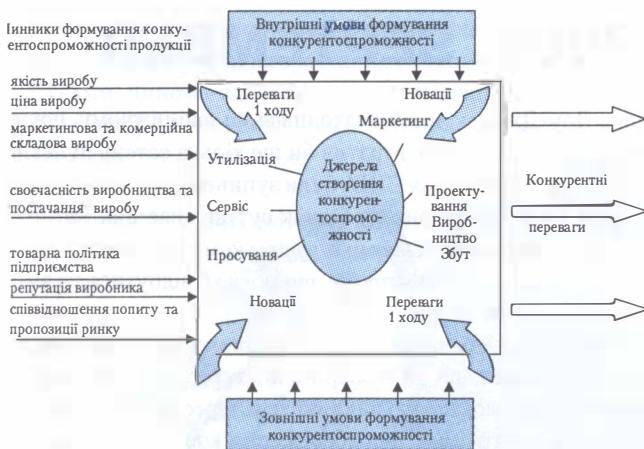 Чинники формування конку-
ентоспроможності продукції
якість виробу
ціна виробу
маркетингова та комерційна
складова виробу
своєчасність виробництва та
постачання виробу
товарна політика
підприємства
репутація виробника
співвідношення попиту та
пропозиції ринку
Внутрішні умови формування
конкурентоспроможності
Переваги
1 ходу
Новації
Маркетинг
Утилізація
Сервіс
Просуваня
Джерела
створення
конкурен-
тоспромо-
жності
Проекту-
вання
Вироб
ництво
Збут
Новації
Переваги
1 ходу
Конкурентні
переваги
Зовнішні умови формування
конкурентоспроможності